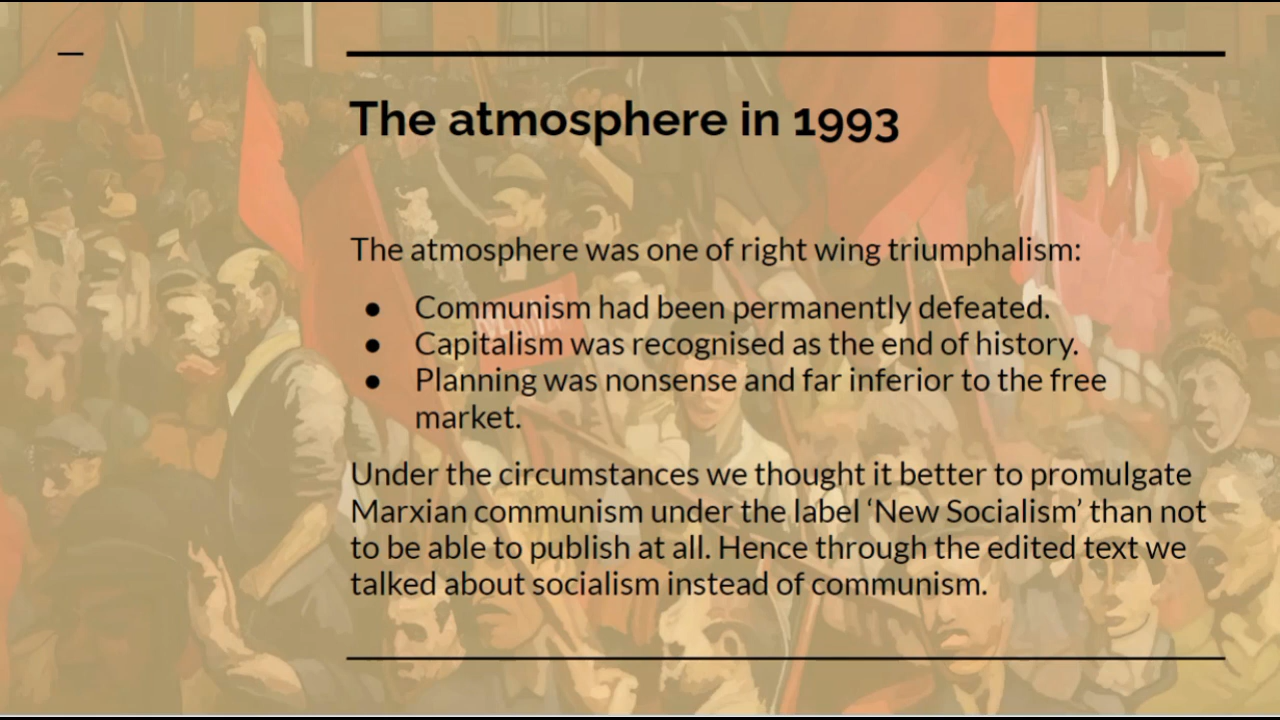 The atmosphere in 1993
The atmosphere was one of right wing triumphalism:
● Communism had been permanently defeated.
● Capitalism was recognised as the end of history.
● Planning was nonsense and far inferior to the free
market.
Under the circumstances we thought it better to promulgate
Marxian communism under the label ‘New Socialism’ than not
to be able to publish at all. Hence through the edited text we
talked about socialism instead of communism.